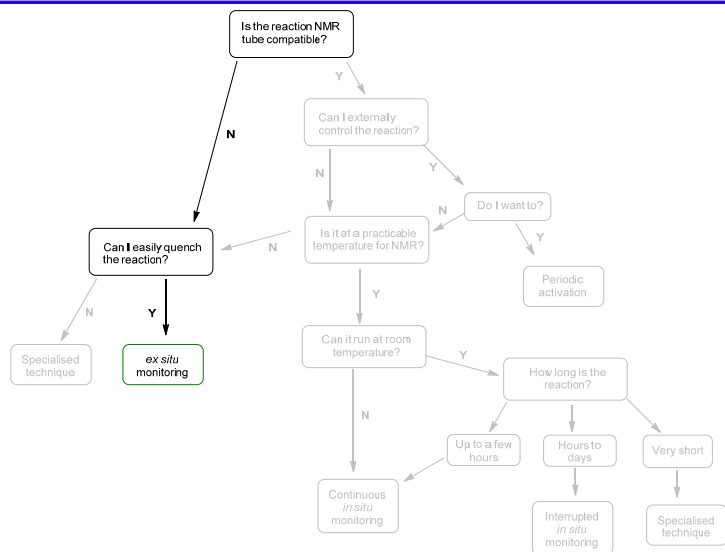 Is the reaction NMR
tube compatible?
Y
Can I externally
control the reaction?
N
N
Y
Do I want to?
N
Can I easily quench
the reaction?
Is it at a practicable
temperature for NMR?
N
Y
Periodic
activation
N
Y
Y
Specialised
technique
ex situ
monitoring
Can it run at room
temperature?
Y
How long is the
reaction?
N
Up to a few
hours
Hours to
days
Very short
Continuous
in situ
monitoring
Interrupted
in situ
monitoring
Specialised
technique